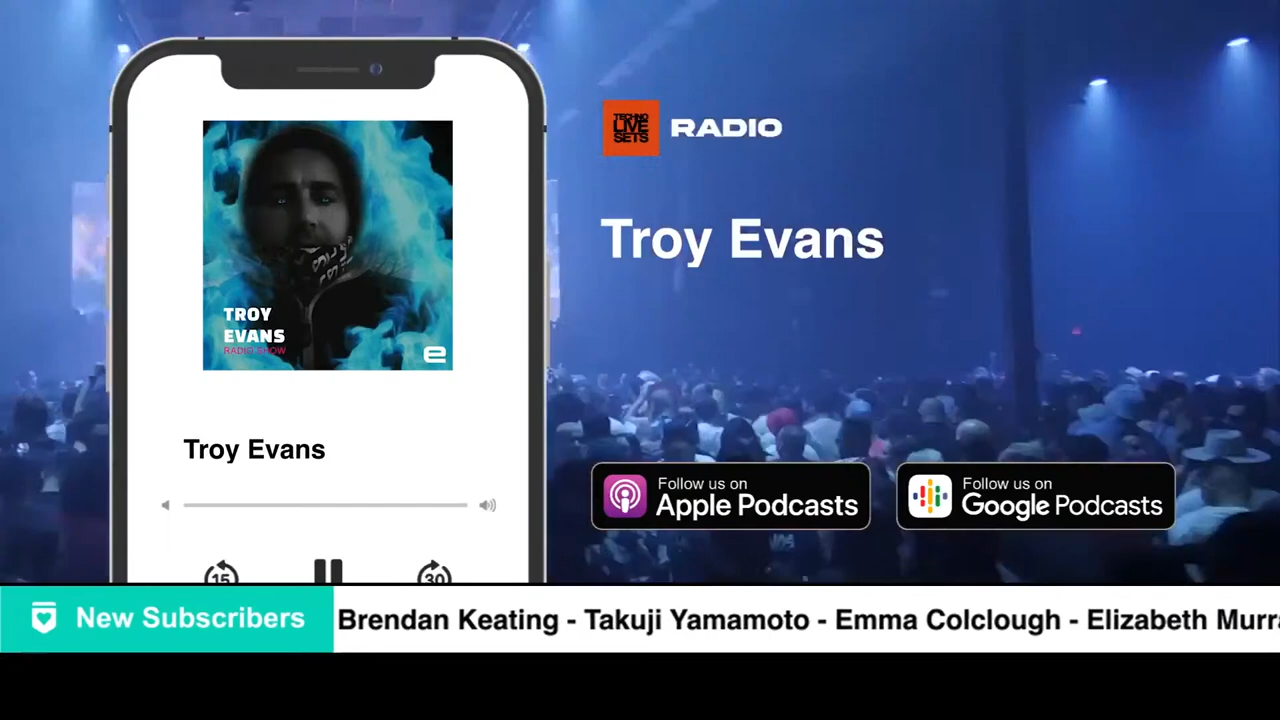 TECHNO
LIVE
SETS
RADIO
Troy Evans
TROY
EVANS
RADIO SHOW
e
Troy Evans
Follow us on
Apple Podcasts
Follow us on
Google Podcasts
15
30
New Subscribers
Brendan Keating - Takuji Yamamoto - Emma Colclough - Elizabeth Murra